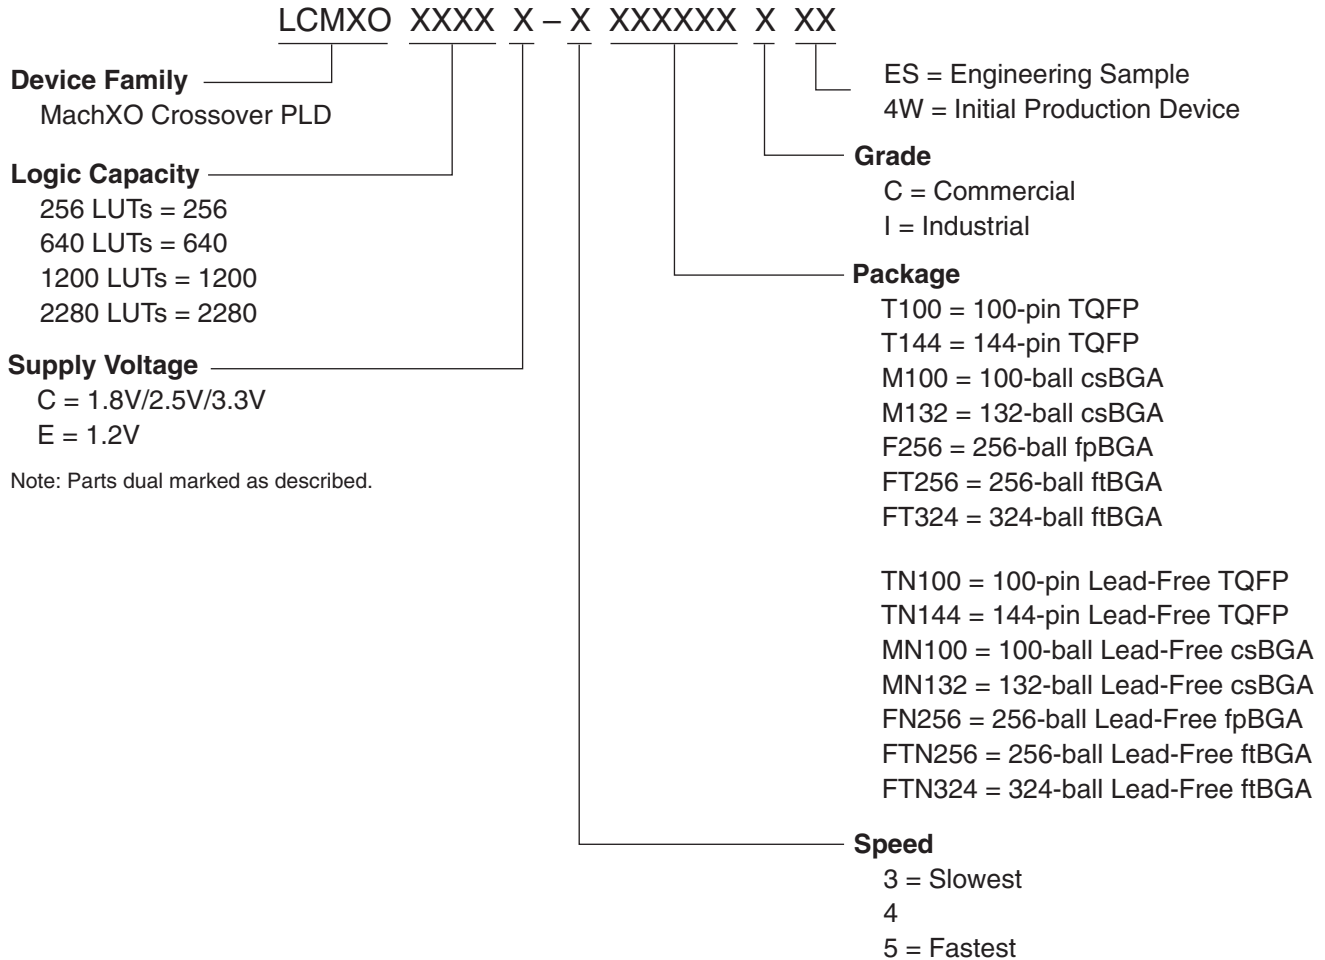 LCMXO XXXX X – X XXXXXX X XX
Device Family
MachXO Crossover PLD
Logic Capacity
256 LUTs = 256
640 LUTs = 640
1200 LUTs = 1200
2280 LUTs = 2280
Supply Voltage
C = 1.8V/2.5V/3.3V
E = 1.2V
Note: Parts dual marked as described.
ES = Engineering Sample
4W = Initial Production Device
Grade
C = Commercial
I = Industrial
Package
T100 = 100-pin TQFP
T144 = 144-pin TQFP
M100 = 100-ball csBGA
M132 = 132-ball csBGA
F256 = 256-ball fpBGA
FT256 = 256-ball ftBGA
FT324 = 324-ball ftBGA
TN100 = 100-pin Lead-Free TQFP
TN144 = 144-pin Lead-Free TQFP
MN100 = 100-ball Lead-Free csBGA
MN132 = 132-ball Lead-Free csBGA
FN256 = 256-ball Lead-Free fpBGA
FTN256 = 256-ball Lead-Free ftBGA
FTN324 = 324-ball Lead-Free ftBGA
Speed
3 = Slowest
4
5 = Fastest